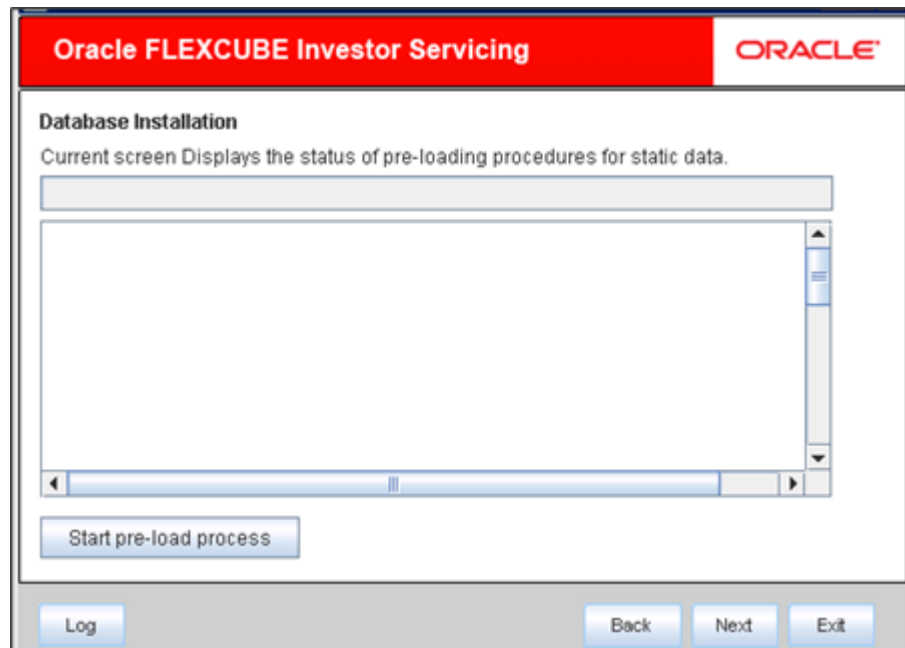 Oracle FLEXCUBE Investor Servicing
ORACLE
Database Installation
Current screen Displays the status of pre-loading procedures for static data.
Start pre-load process
Log
Back
Next
Exit